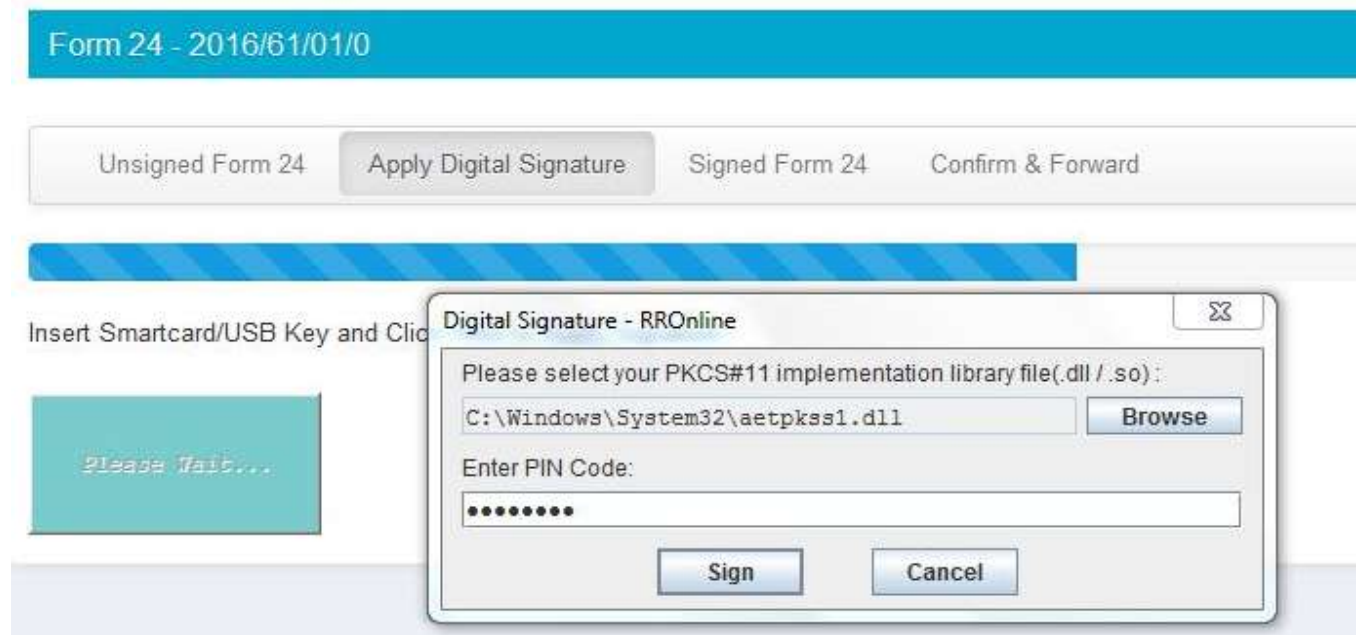 Form 24 - 2016/61/01/0
Unsigned Form 24 Apply Digital Signature Signed Form 24 Confirm & Forward
Insert Smartcard/USB Key and Clic
Digital Signature - RROnline
Please select your PKCS#11 implementation library file(.dll / .so) :
C:\Windows\System32\aetpkss1.dll Browse
Please Wait...
Enter PIN Code:
••••••••
Sign Cancel